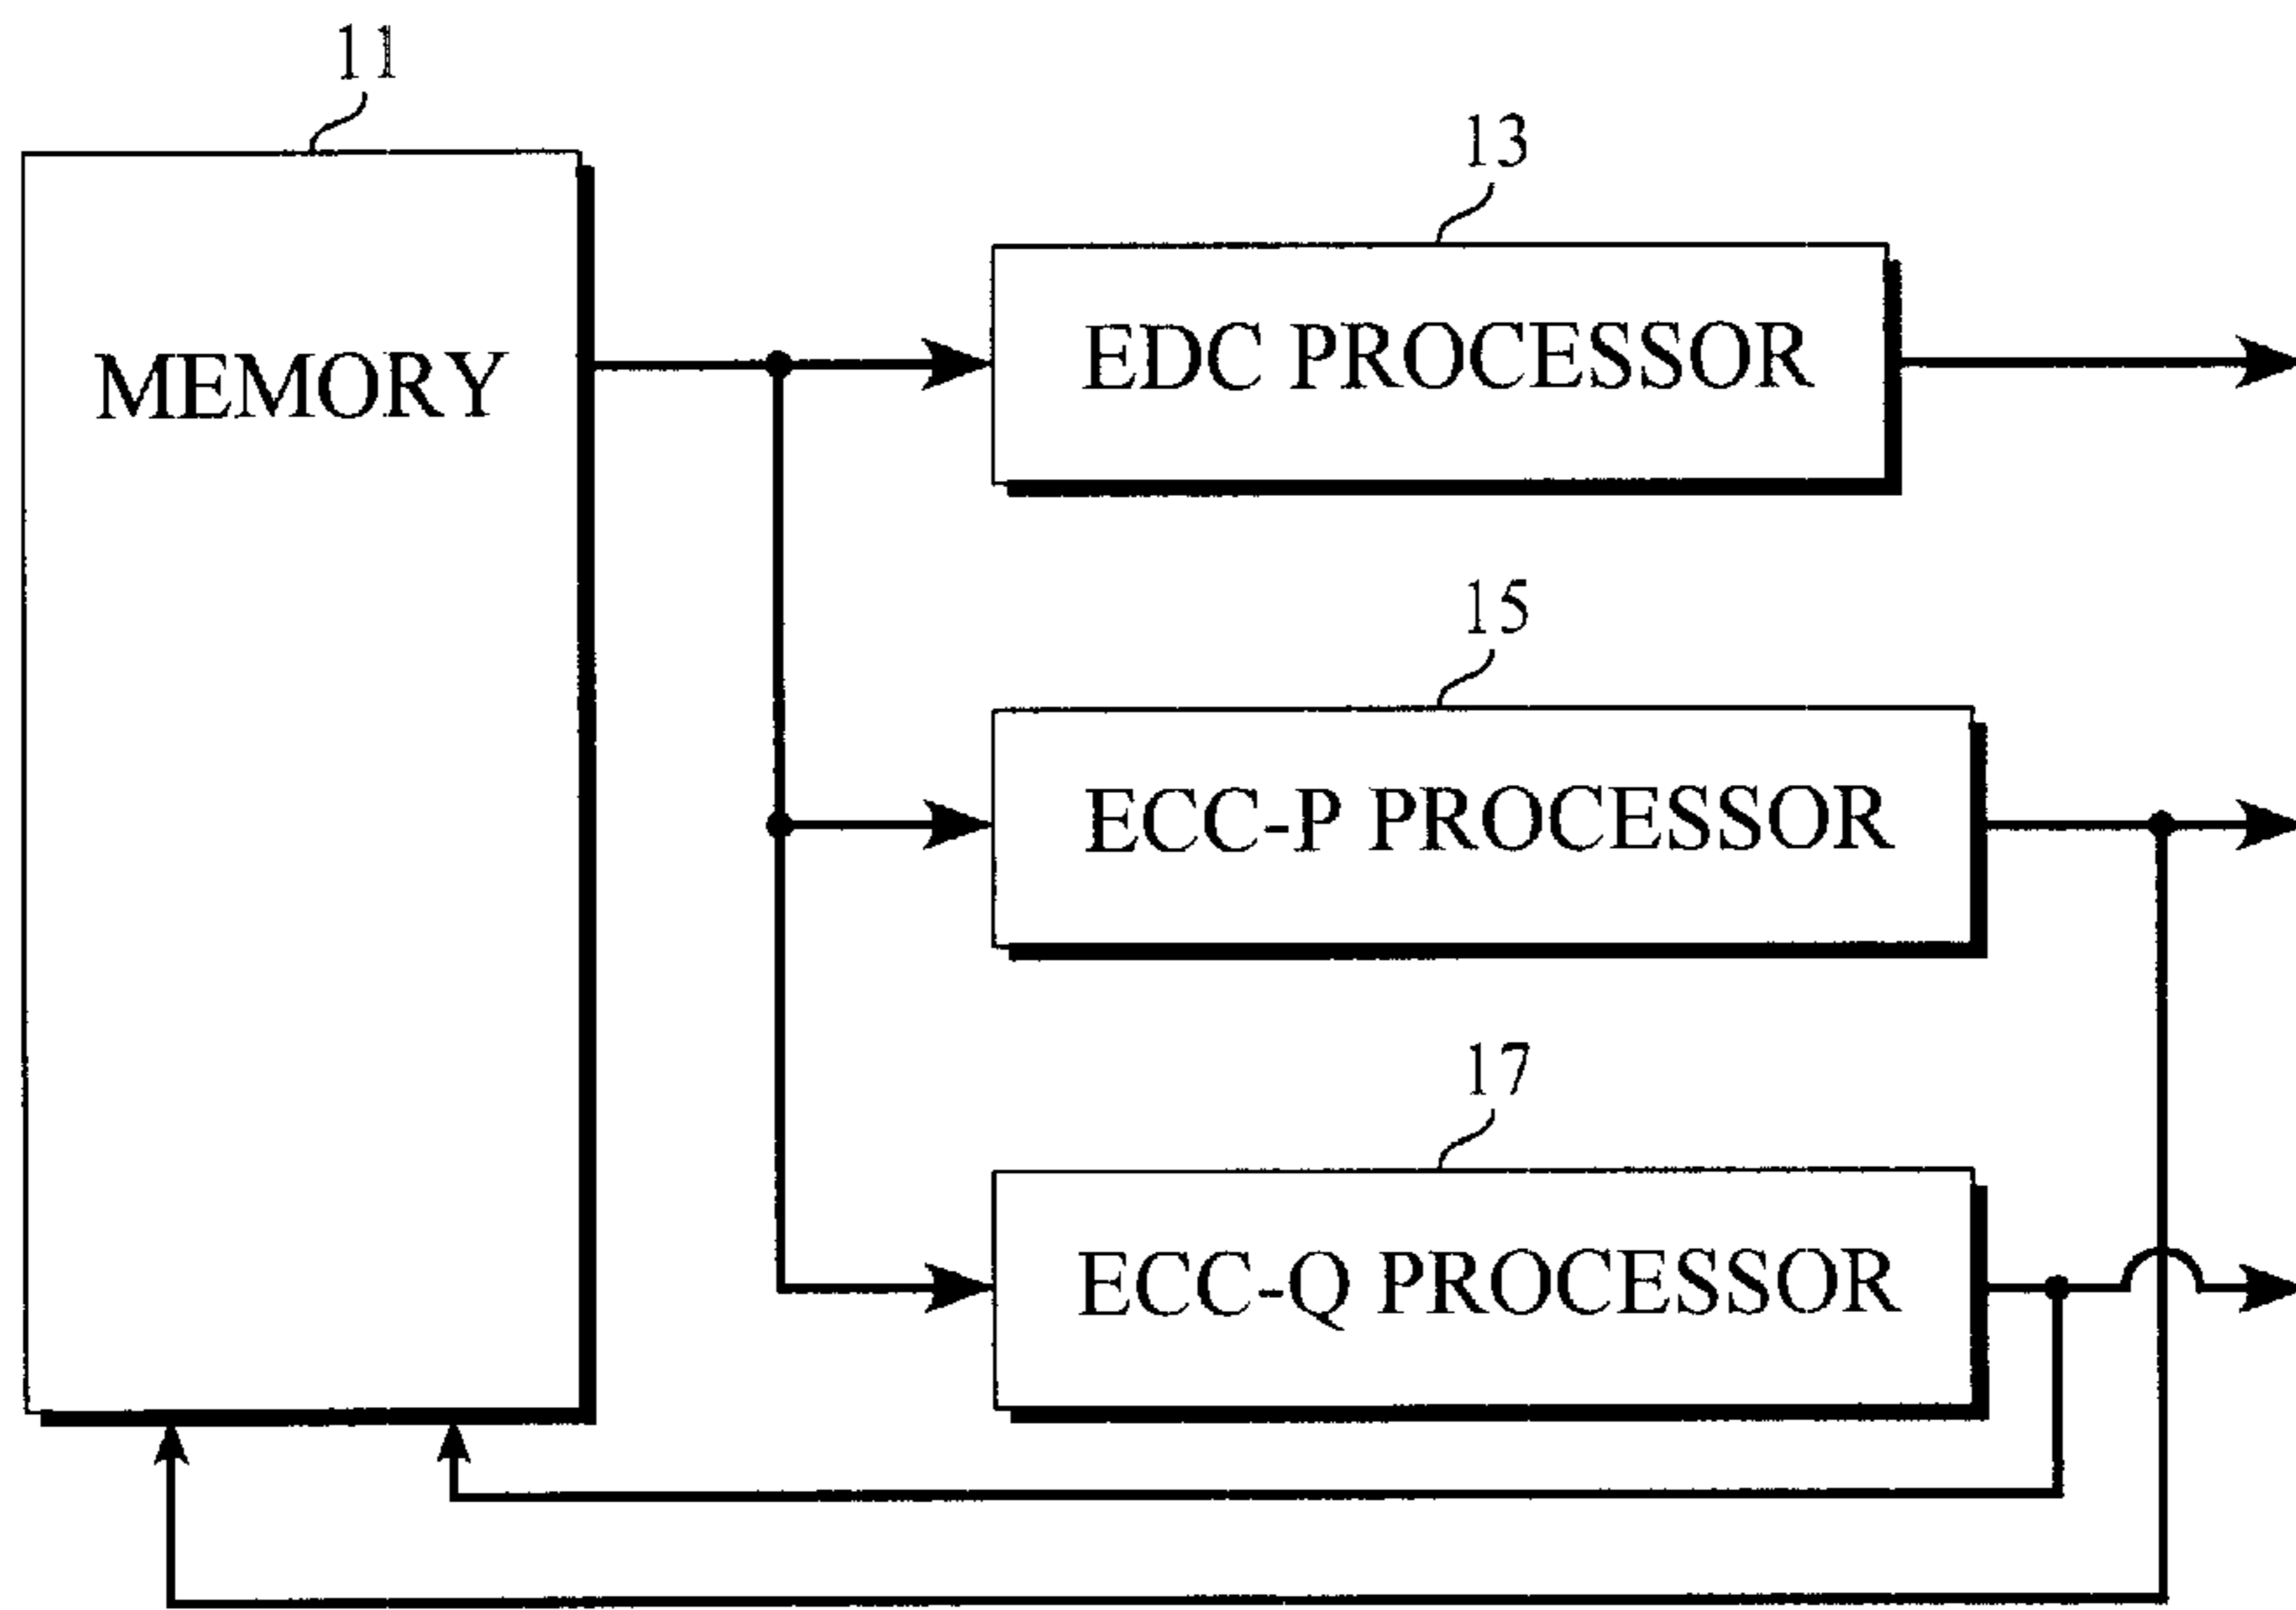 11
13
MEMORY
EDC PROCESSOR
15
ECC-P PROCESSOR
17
ECC-Q PROCESSOR